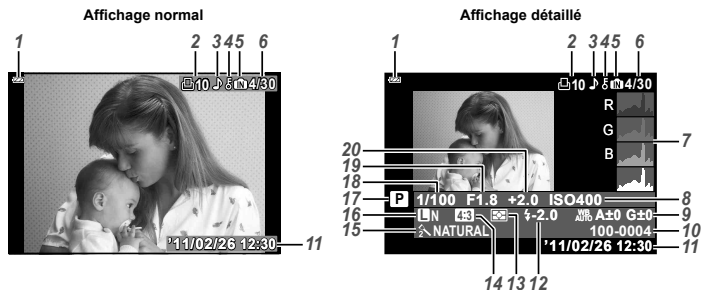 Affichage normal
Affichage détaillé
1 2 3 4 5 6
10 4/30
'11/02/26 12:30 11
1 2 3 4 5 6
10 4/30
R
G
B
7
20
19
18
17 P 1/100 F1.8 +2.0 ISO400 8
16 L N 4:3 -2.0 WB AUTO A±0 G±0 9
15 2 NATURAL 100-0004 10
'11/02/26 12:30 11
14 13 12